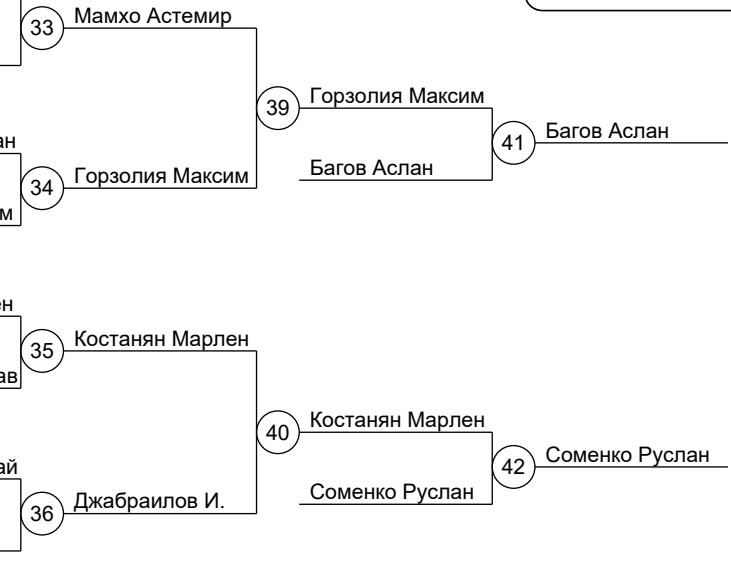 33
Мамхо Астемир
39
Горзолия Максим
41
Багов Аслан
Багов Аслан
34
Горзолия Максим
35
Костанян Марлен
40
Костанян Марлен
42
Соменко Руслан
Соменко Руслан
36
Джабраилов И.